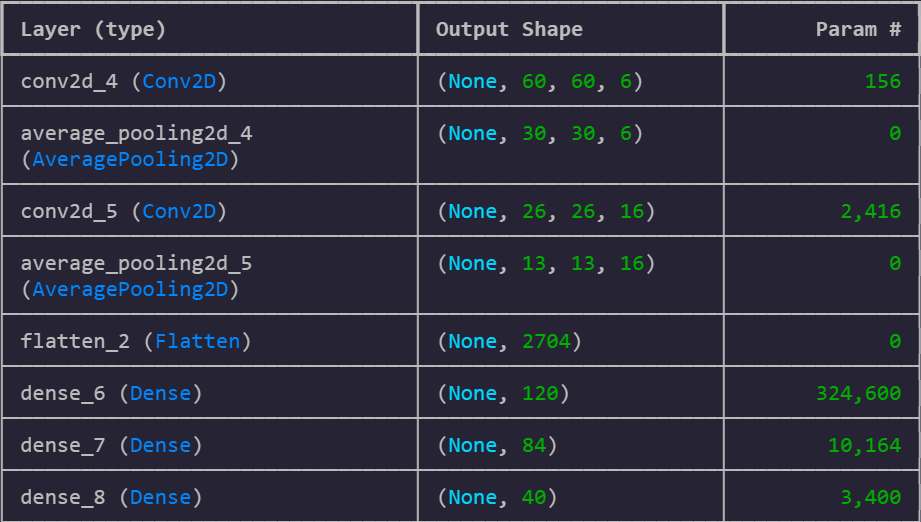 Layer (type) Output Shape Param #
conv2d_4 (Conv2D) (None, 60, 60, 6) 156
average_pooling2d_4 (None, 30, 30, 6) 0
(AveragePooling2D)
conv2d_5 (Conv2D) (None, 26, 26, 16) 2,416
average_pooling2d_5 (None, 13, 13, 16) 0
(AveragePooling2D)
flatten_2 (Flatten) (None, 2704) 0
dense_6 (Dense) (None, 120) 324,600
dense_7 (Dense) (None, 84) 10,164
dense_8 (Dense) (None, 40) 3,400